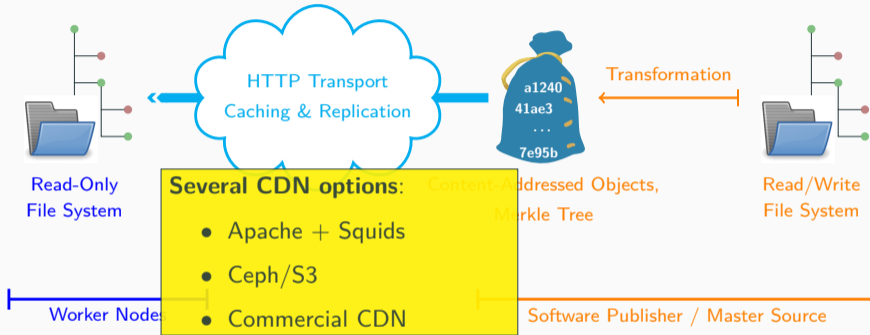 HTTP Transport
Caching & Replication
a1240
41ae3
...
7e95b
Transformation
Read-Only
File System
Content-Addressed Objects,
Merkle Tree
Read/Write
File System
Several CDN options:
• Apache + Squids
• Ceph/S3
• Commercial CDN
Worker Nodes
Software Publisher / Master Source